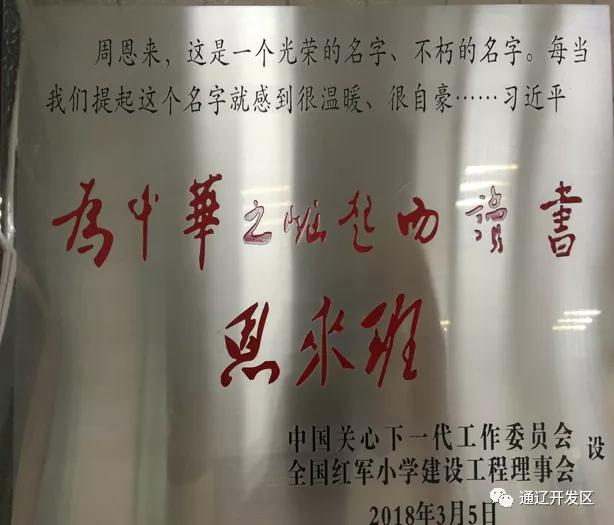 周恩来，这是一个光荣的名字、不朽的名字。每当
我们提起这个名字就感到很温暖、很自豪……习近平
为中華之崛起而讀書
恩来班
中国关心下一代工作委员会
全国红军小学建设工程理事会
设
2018年3月5日
通辽开发区